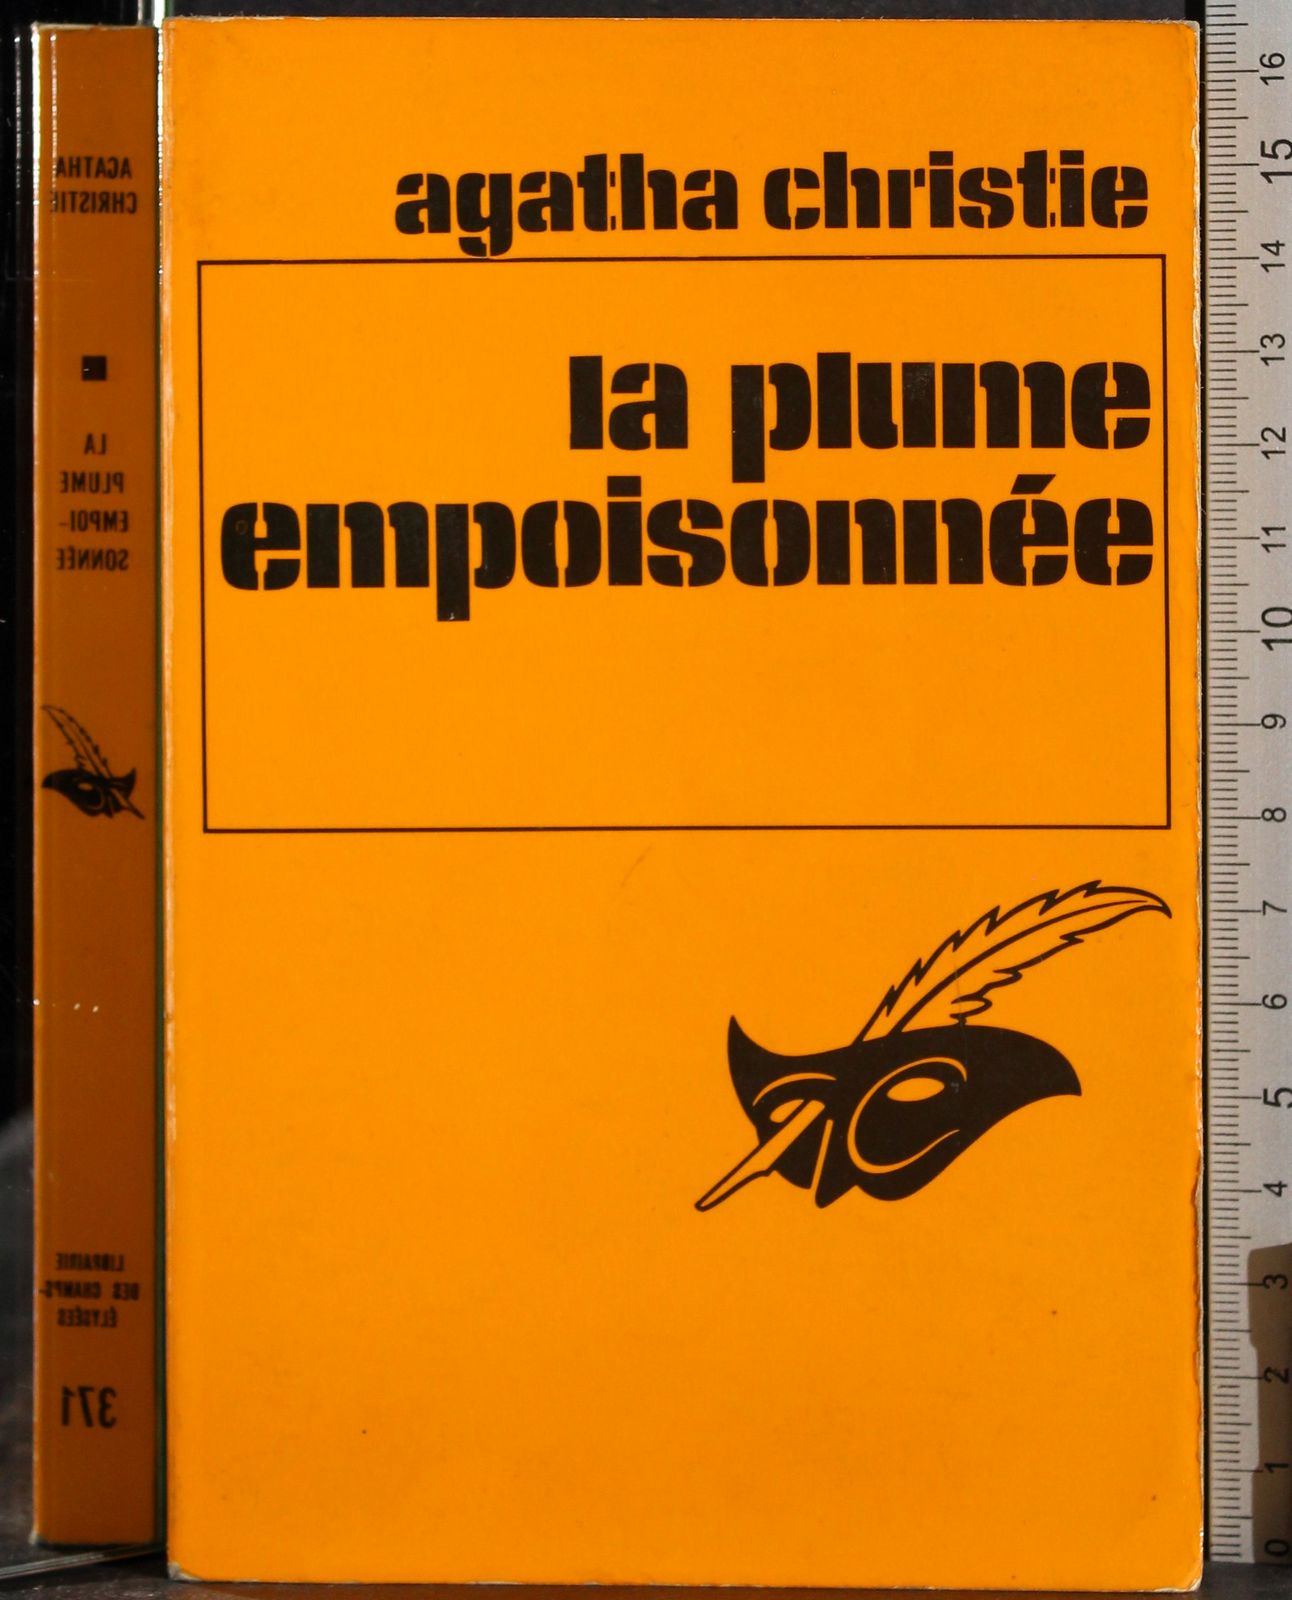 AGATHA
CHRISTIE
LA
PLUME
EMPOI-
SONNÉE
LIBRAIRIE
DES CHAMPS-
ÉLYSÉES
371
agatha christie
la plume
empoisonnée
16
15
14
13
12
11
10
9
8
7
6
5
4
3
2
1
0